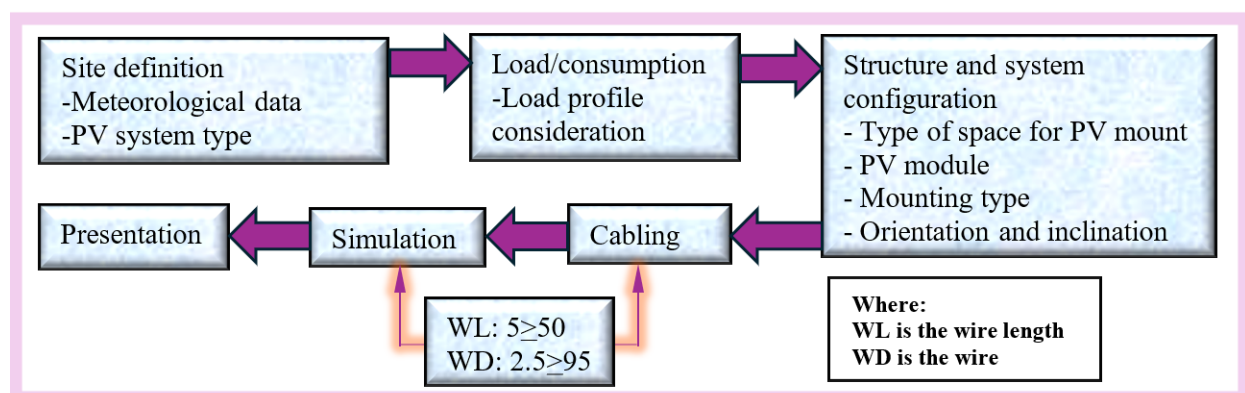 Site definition
-Meteorological data
-PV system type
Load/consumption
-Load profile
consideration
Structure and system
configuration
- Type of space for PV mount
- PV module
- Mounting type
- Orientation and inclination
Cabling
Simulation
Presentation
WL: 5≥50
WD: 2.5≥95
Where:
WL is the wire length
WD is the wire